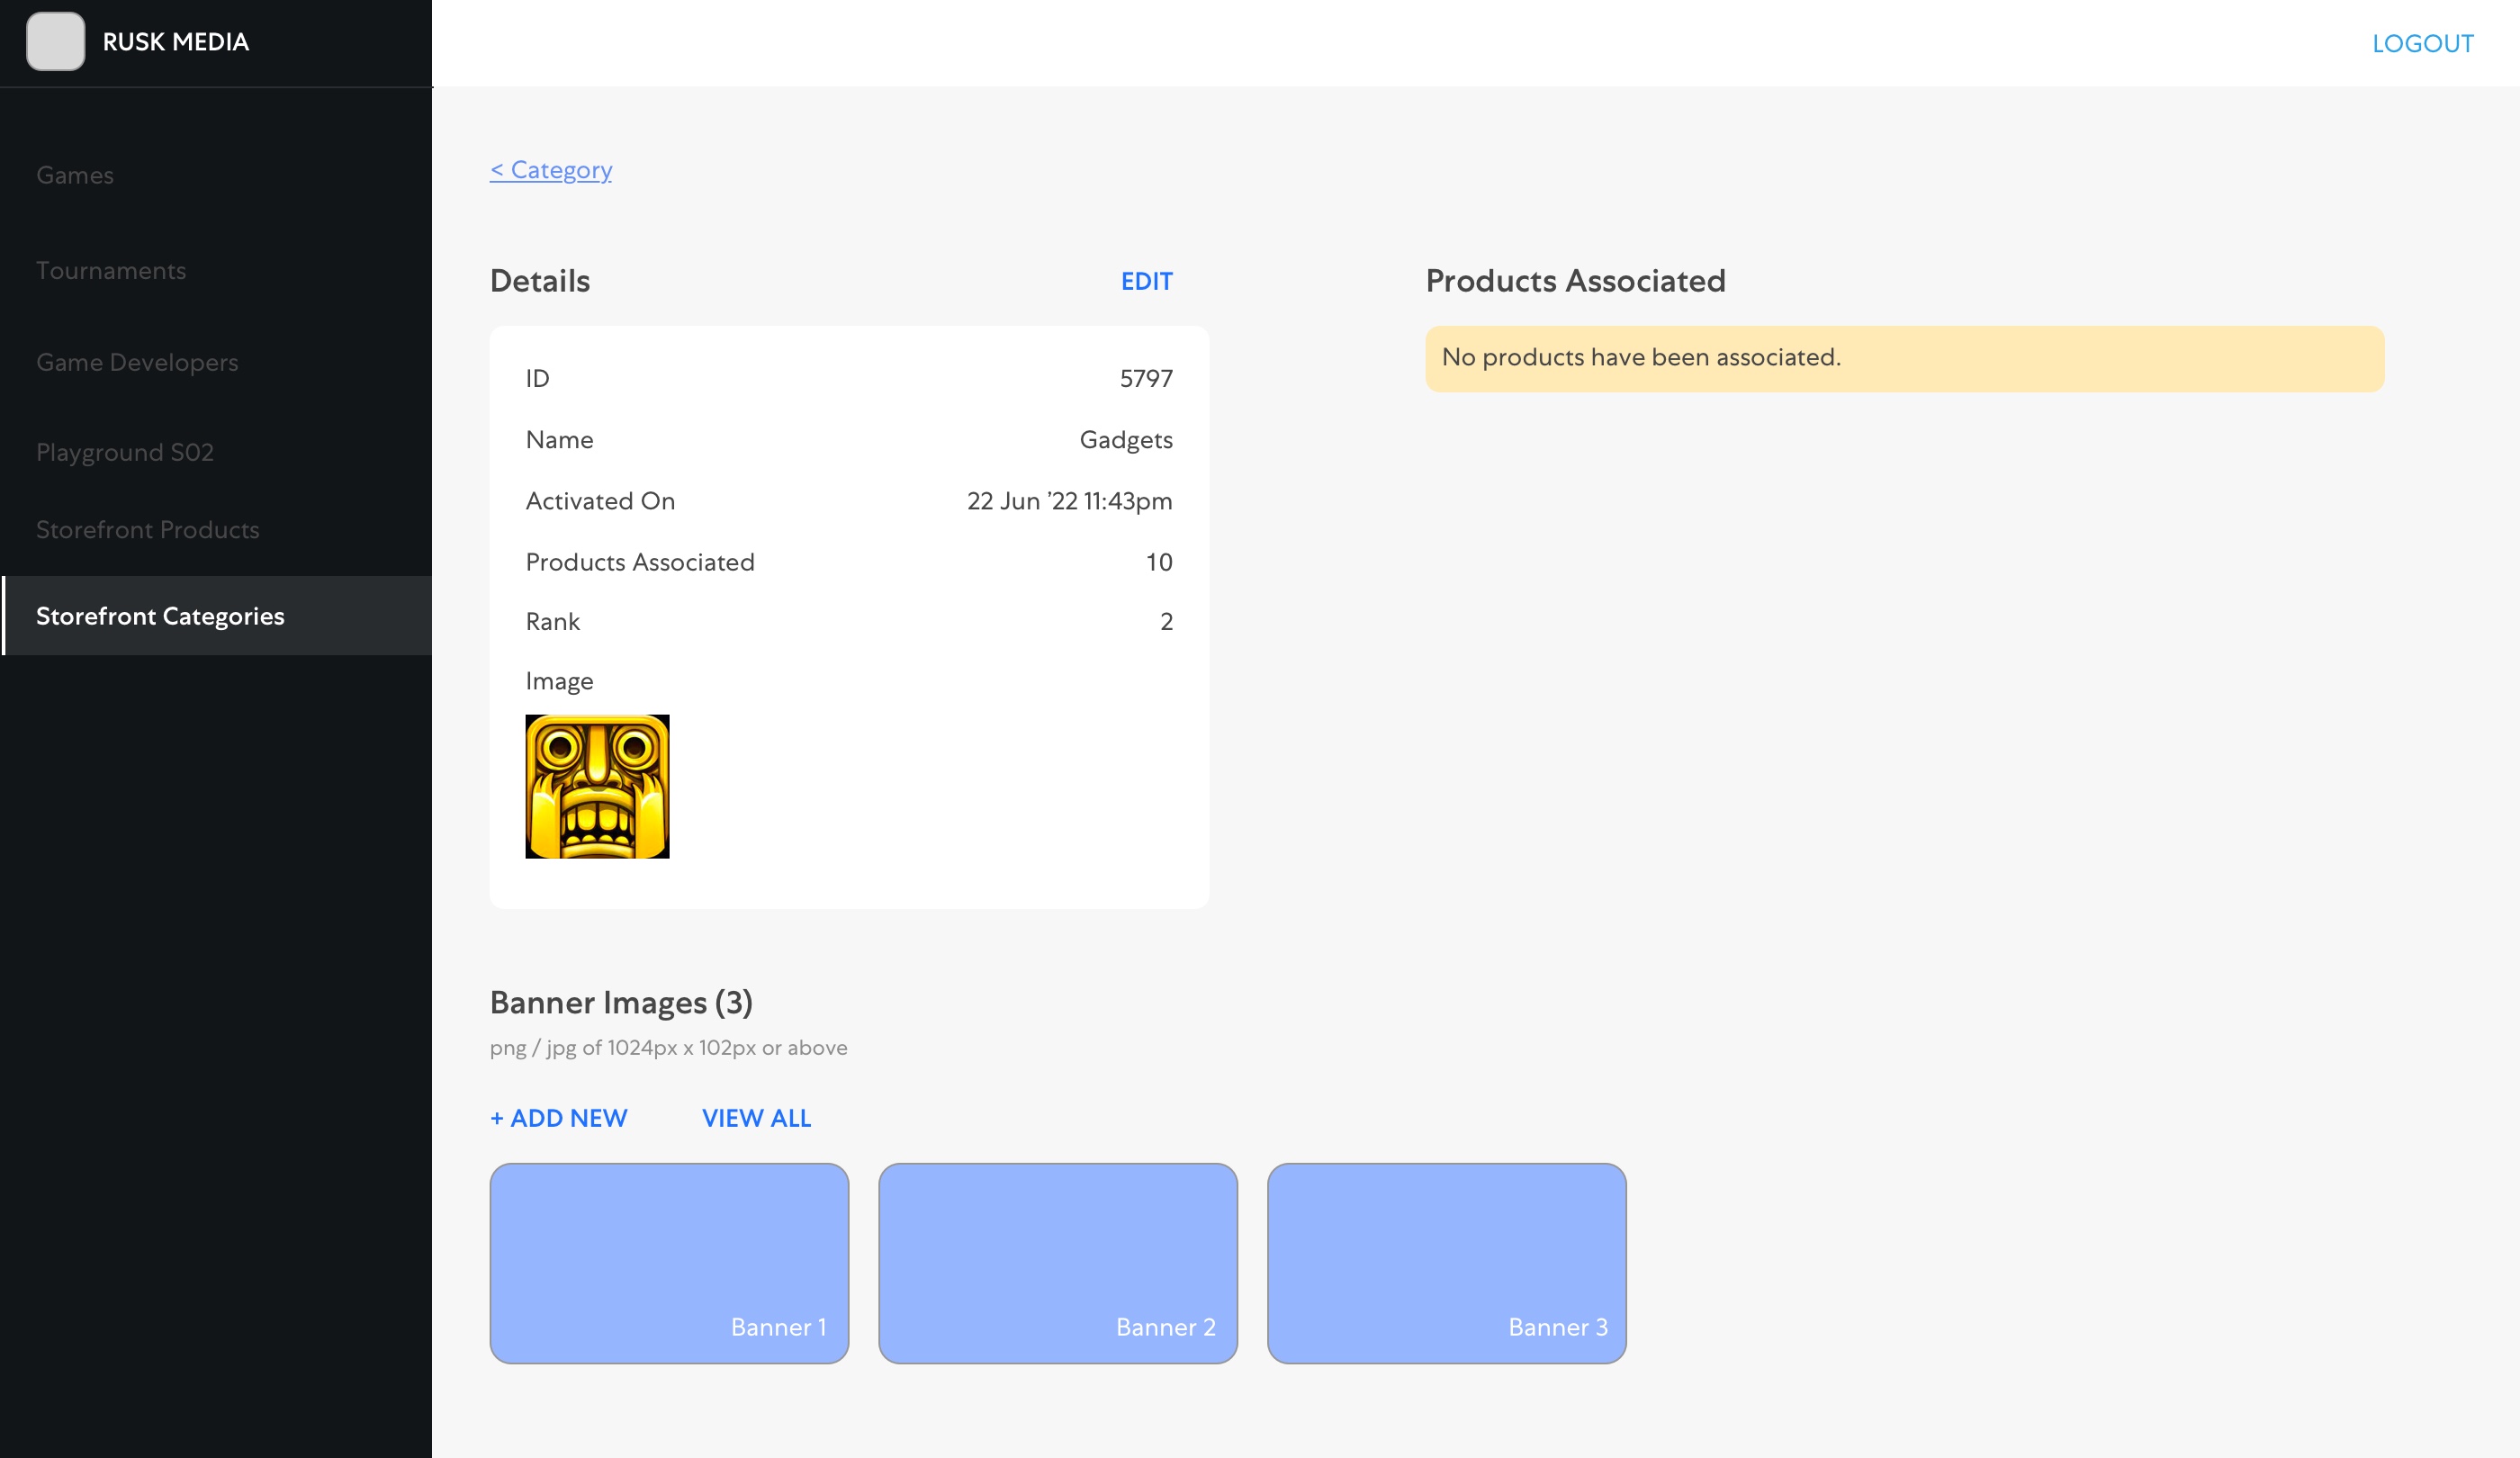 RUSK MEDIA
LOGOUT
Games
Tournaments
Game Developers
Playground S02
Storefront Products
Storefront Categories
< Category
Details
EDIT
ID 5797
Name Gadgets
Activated On 22 Jun ’22 11:43pm
Products Associated 10
Rank 2
Image
Products Associated
No products have been associated.
Banner Images (3)
png / jpg of 1024px x 102px or above
+ ADD NEW VIEW ALL
Banner 1 Banner 2 Banner 3